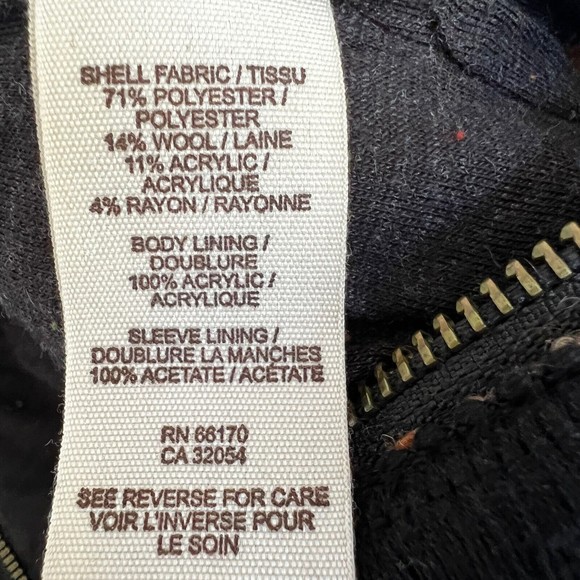 SHELL FABRIC / TISSU
71% POLYESTER /
POLYESTER
14% WOOL / LAINE
11% ACRYLIC /
ACRYLIQUE
4% RAYON / RAYONNE
BODY LINING /
DOUBLURE
100% ACRYLIC /
ACRYLIQUE
SLEEVE LINING /
DOUBLURE LA MANCHES
100% ACETATE / ACÉTATE
RN 66170
CA 32054
SEE REVERSE FOR CARE
VOIR L'INVERSE POUR
LE SOIN